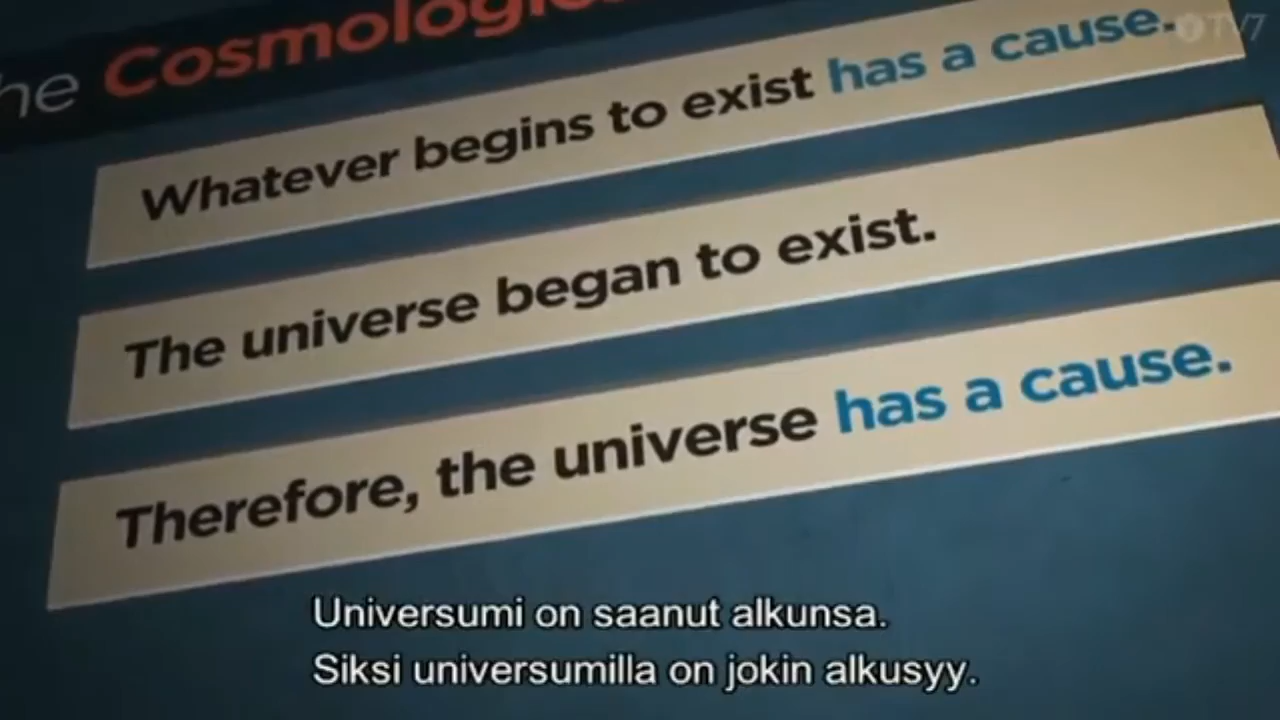 he Cosmologic
Whatever begins to exist has a cause.
TV7
The universe began to exist.
Therefore, the universe has a cause.
Universumi on saanut alkunsa.
Siksi universumilla on jokin alkusyy.